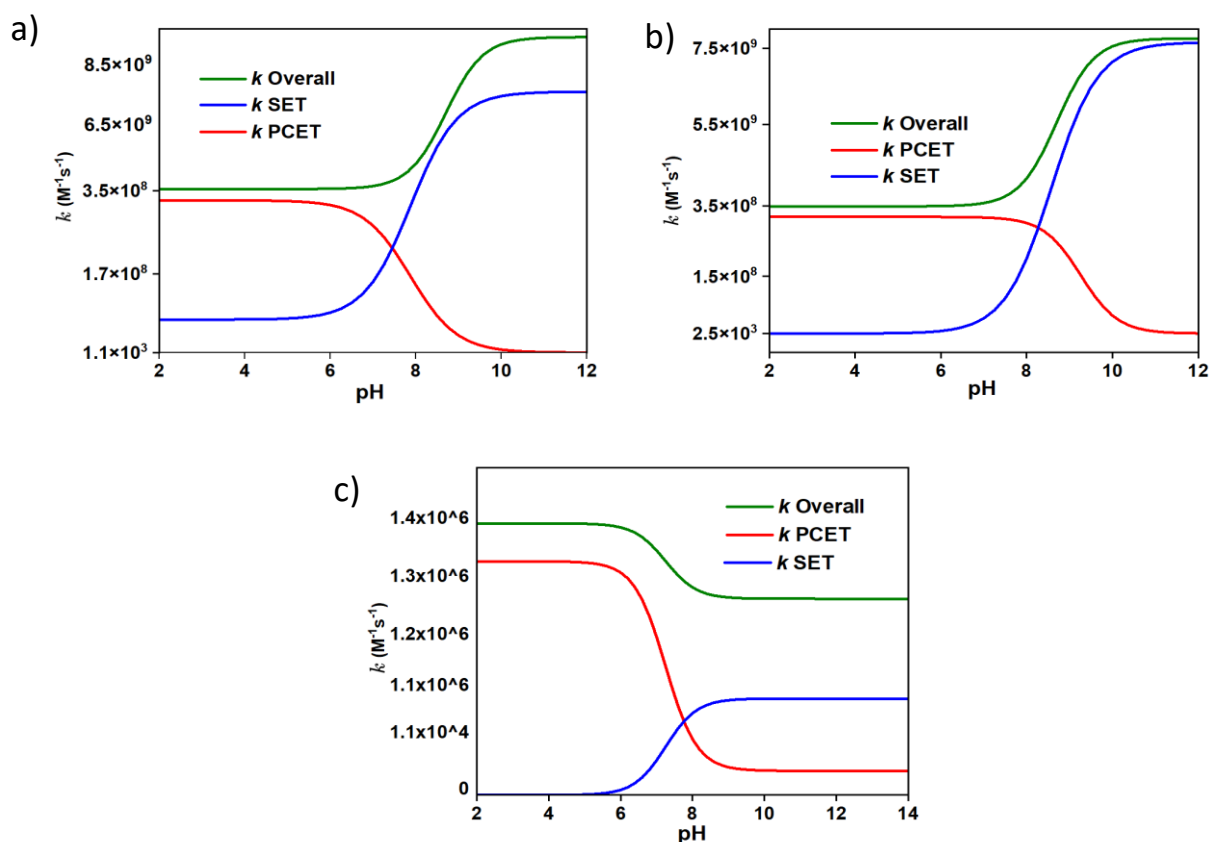 a)
8.5×10⁹
6.5×10⁹
3.5×10⁸
1.7×10⁸
1.1×10³
k (M⁻¹s⁻¹)
k Overall
k SET
k PCET
2 4 6 8 10 12
pH
b)
7.5×10⁹
5.5×10⁹
3.5×10⁸
1.5×10⁸
2.5×10³
k (M⁻¹s⁻¹)
k Overall
k PCET
k SET
2 4 6 8 10 12
pH
c)
1.4x10^6
1.3x10^6
1.2x10^6
1.1x10^6
1.1x10^4
0
k (M⁻¹s⁻¹)
k Overall
k PCET
k SET
2 4 6 8 10 12 14
pH